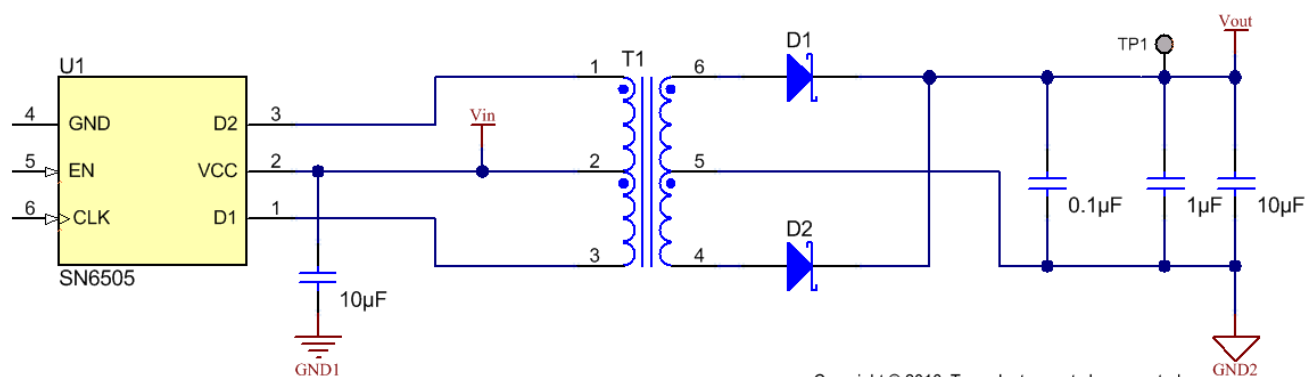 U1
4 GND
5 EN
6 CLK
D2 3
VCC 2
D1 1
SN6505
10µF
GND1
Vin
T1
1
2
3
6
5
4
D1
D2
TP1
Vout
0.1µF
1µF
10µF
GND2
Copyright ©